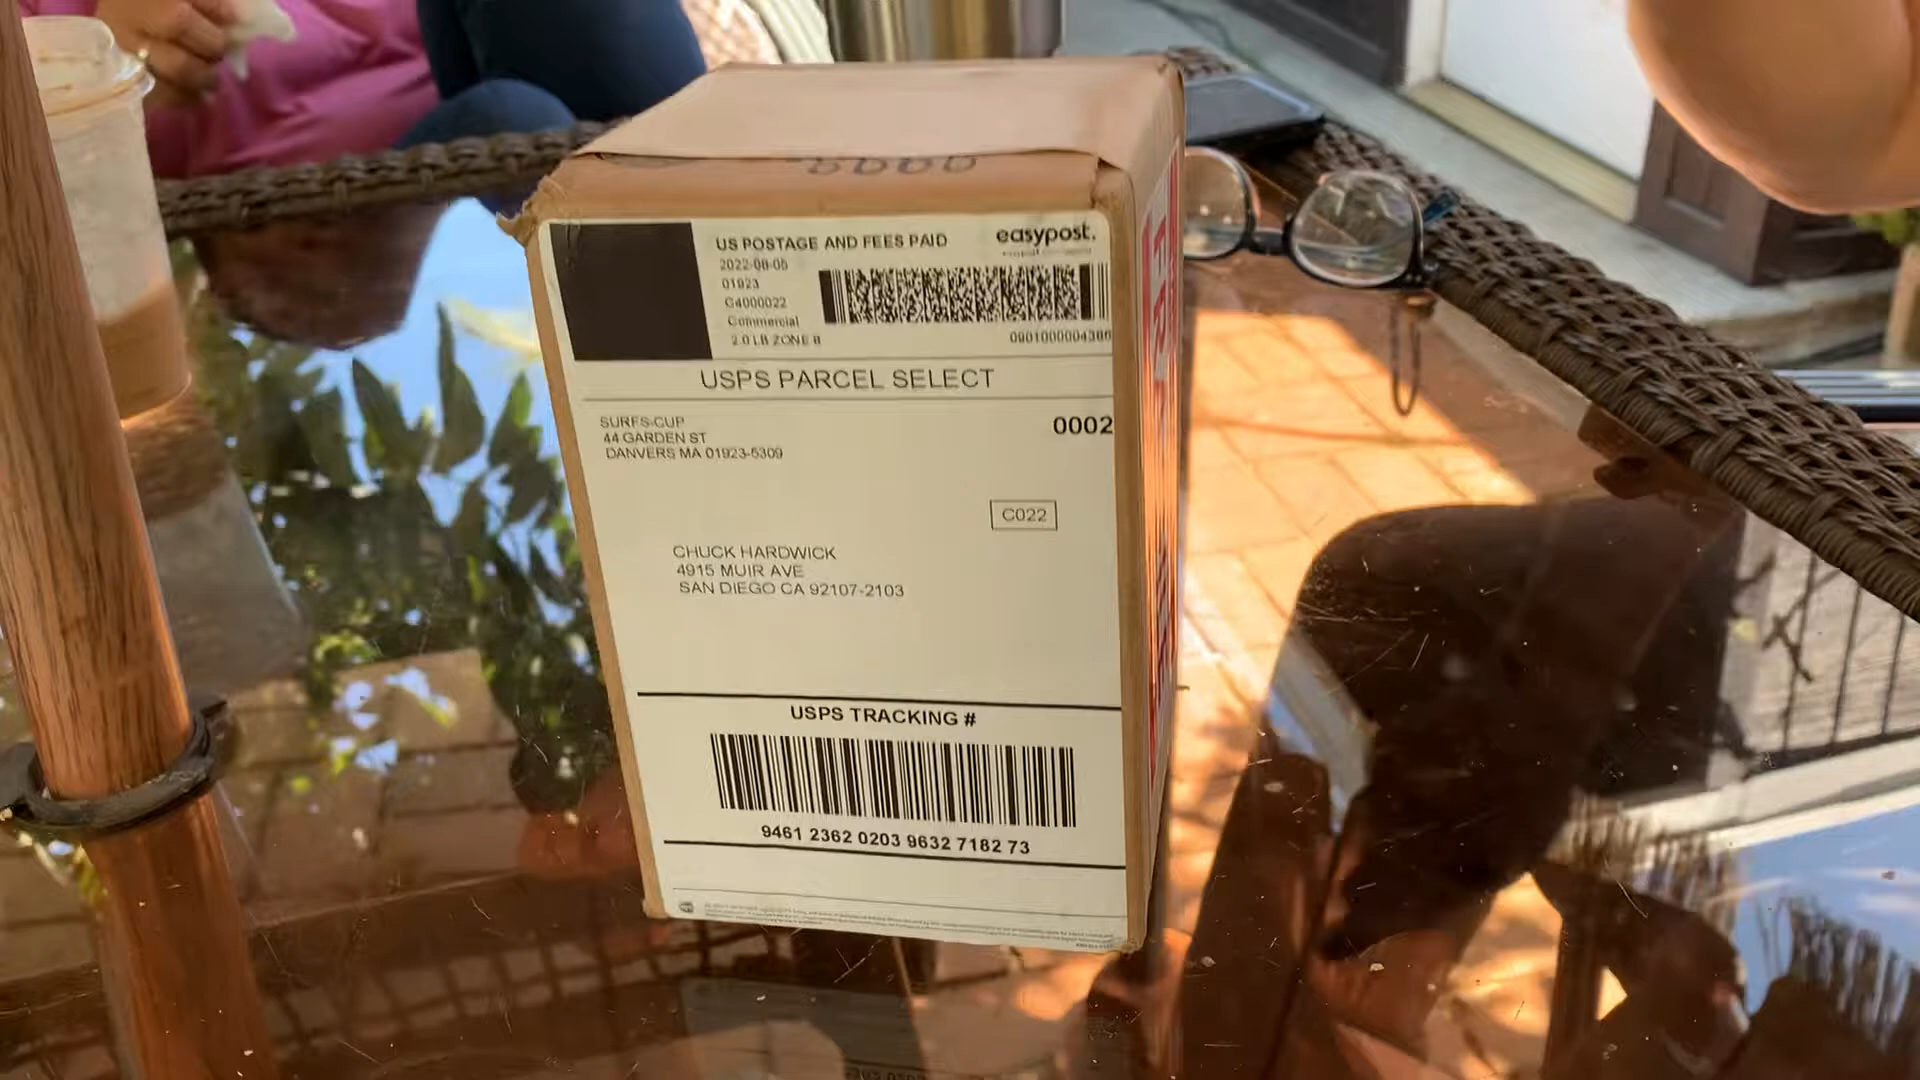 US POSTAGE AND FEES PAID
easypost.
2022-08-05
01923
C4000022
Commercial
2.0 LB ZONE 8
0901000004386
USPS PARCEL SELECT
SURFS-CUP
44 GARDEN ST
DANVERS MA 01923-5309
0002
C022
CHUCK HARDWICK
4915 MUIR AVE
SAN DIEGO CA 92107-2103
USPS TRACKING #
9461 2362 0203 9632 7182 73